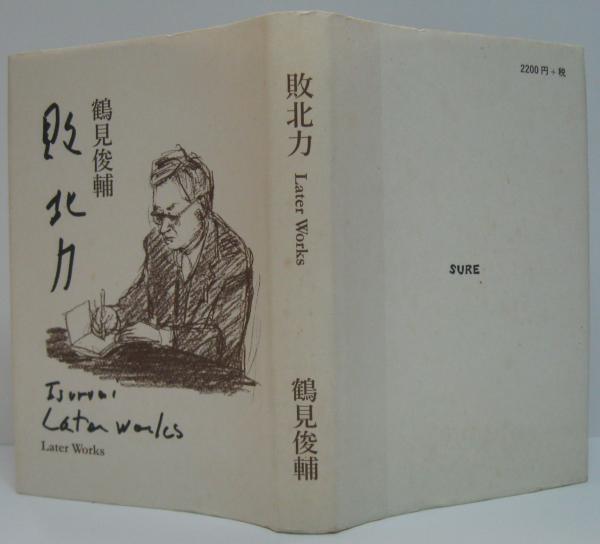 鶴見俊輔
敗北力
Tsurumi
Later Works
Later Works
敗北力 Later Works
鶴見俊輔
2200円+税
SURE